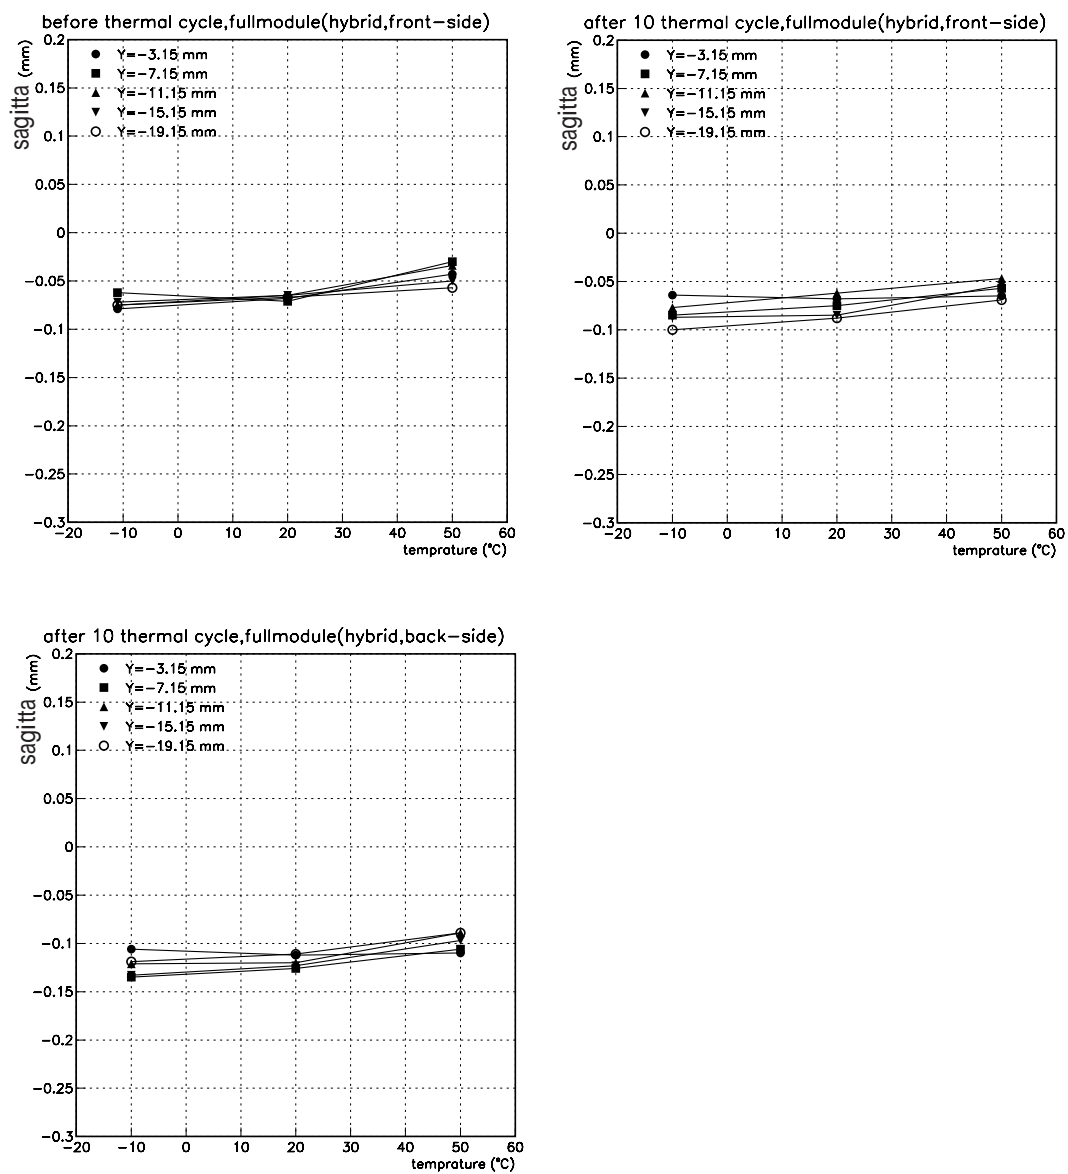 before thermal cycle,fullmodule(hybrid,front-side)
sagitta (mm)
0.2
0.15
0.1
0.05
0
-0.05
-0.1
-0.15
-0.2
-0.25
-0.3
Y=-3.15 mm
Y=-7.15 mm
Y=-11.15 mm
Y=-15.15 mm
Y=-19.15 mm
-20 -10 0 10 20 30 40 50 60
temprature (°C)
after 10 thermal cycle,fullmodule(hybrid,front-side)
sagitta (mm)
0.2
0.15
0.1
0.05
0
-0.05
-0.1
-0.15
-0.2
-0.25
-0.3
Y=-3.15 mm
Y=-7.15 mm
Y=-11.15 mm
Y=-15.15 mm
Y=-19.15 mm
-20 -10 0 10 20 30 40 50 60
temprature (°C)
after 10 thermal cycle,fullmodule(hybrid,back-side)
sagitta (mm)
0.2
0.15
0.1
0.05
0
-0.05
-0.1
-0.15
-0.2
-0.25
-0.3
Y=-3.15 mm
Y=-7.15 mm
Y=-11.15 mm
Y=-15.15 mm
Y=-19.15 mm
-20 -10 0 10 20 30 40 50 60
temprature (°C)